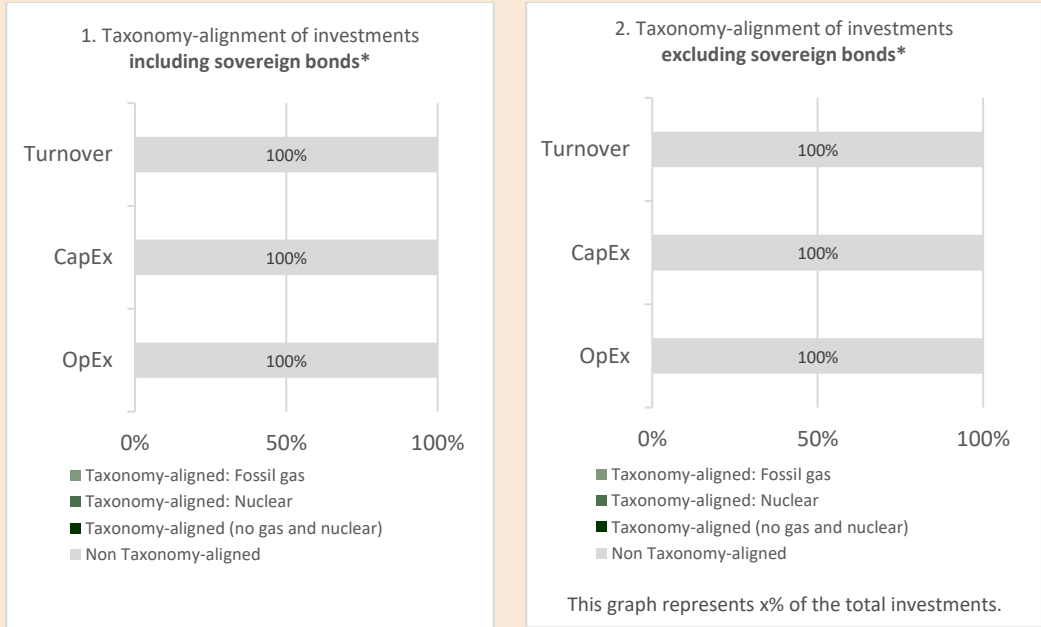 1. Taxonomy-alignment of investments
including sovereign bonds*
Turnover
100%
CapEx
100%
OpEx
100%
0%
50%
100%
Taxonomy-aligned: Fossil gas
Taxonomy-aligned: Nuclear
Taxonomy-aligned (no gas and nuclear)
Non Taxonomy-aligned
2. Taxonomy-alignment of investments
excluding sovereign bonds*
Turnover
100%
CapEx
100%
OpEx
100%
0%
50%
100%
Taxonomy-aligned: Fossil gas
Taxonomy-aligned: Nuclear
Taxonomy-aligned (no gas and nuclear)
Non Taxonomy-aligned
This graph represents x% of the total investments.